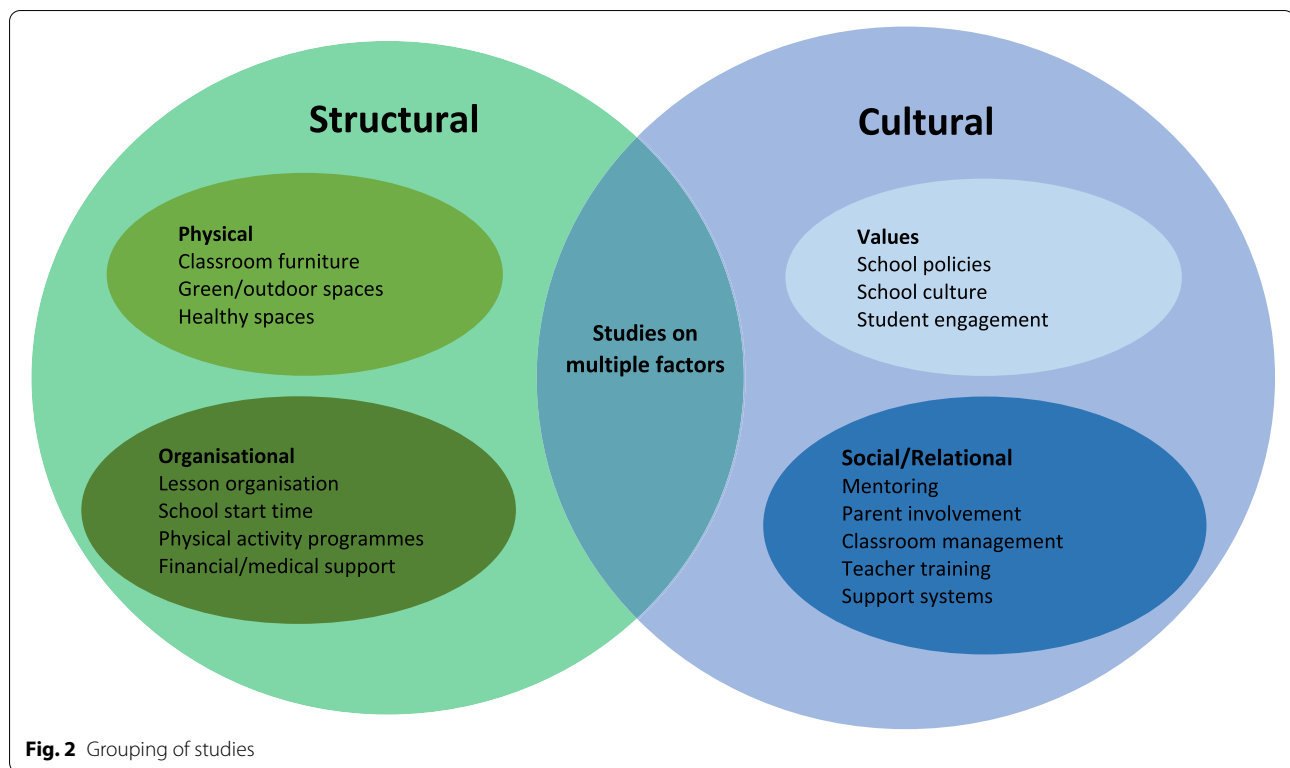 Structural
Physical
Classroom furniture
Green/outdoor spaces
Healthy spaces
Organisational
Lesson organisation
School start time
Physical activity programmes
Financial/medical support
Studies on
multiple factors
Cultural
Values
School policies
School culture
Student engagement
Social/Relational
Mentoring
Parent involvement
Classroom management
Teacher training
Support systems
Fig. 2 Grouping of studies